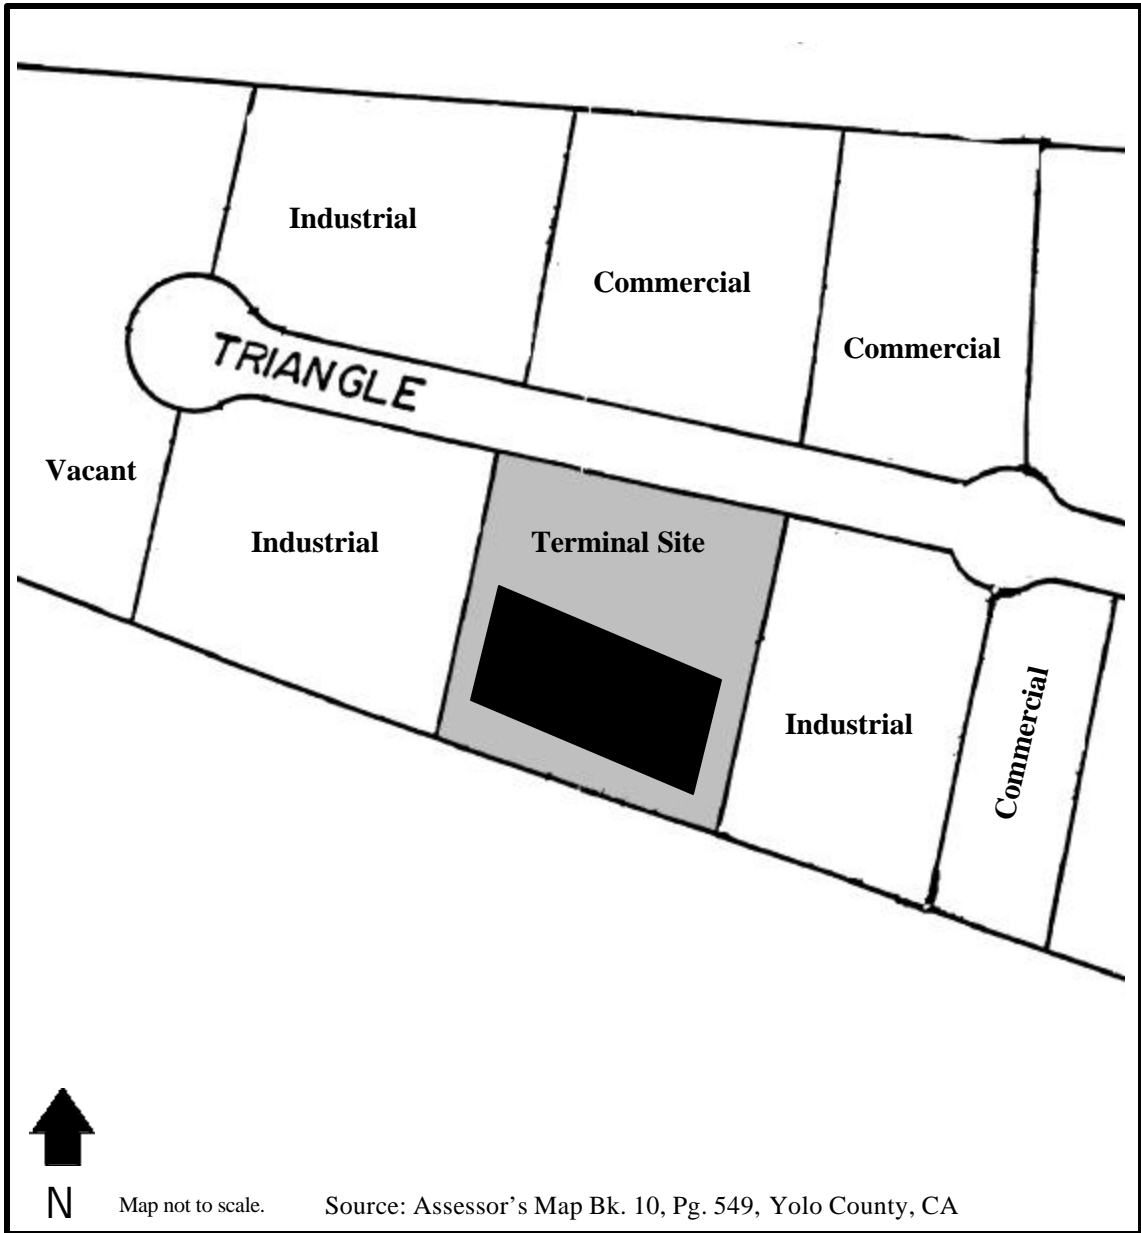 Industrial
Commercial
Commercial
TRIANGLE
Vacant
Industrial
Terminal Site
Industrial
Commercial
N
Map not to scale.
Source: Assessor's Map Bk. 10, Pg. 549, Yolo County, CA